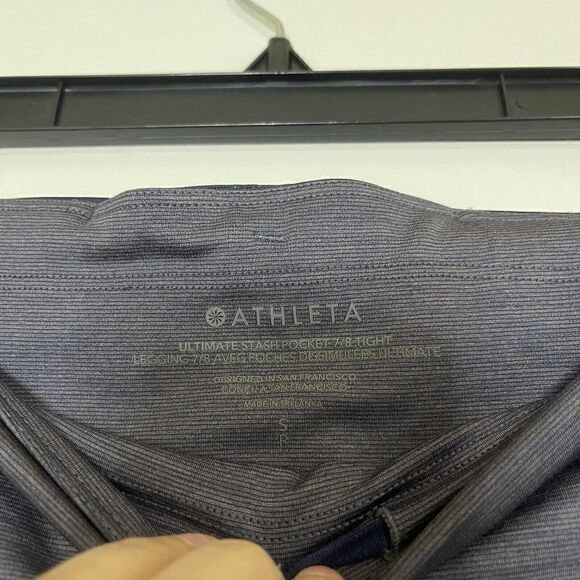 ATHLETA
ULTIMATE STASH POCKET 7/8 TIGHT
LEGGING 7/8 AVEC POCHES DISSIMULÉES ULTIMATE
DESIGNED IN SAN FRANCISCO
CONÇU À SAN FRANCISCO
MADE IN SRI LANKA
S
P